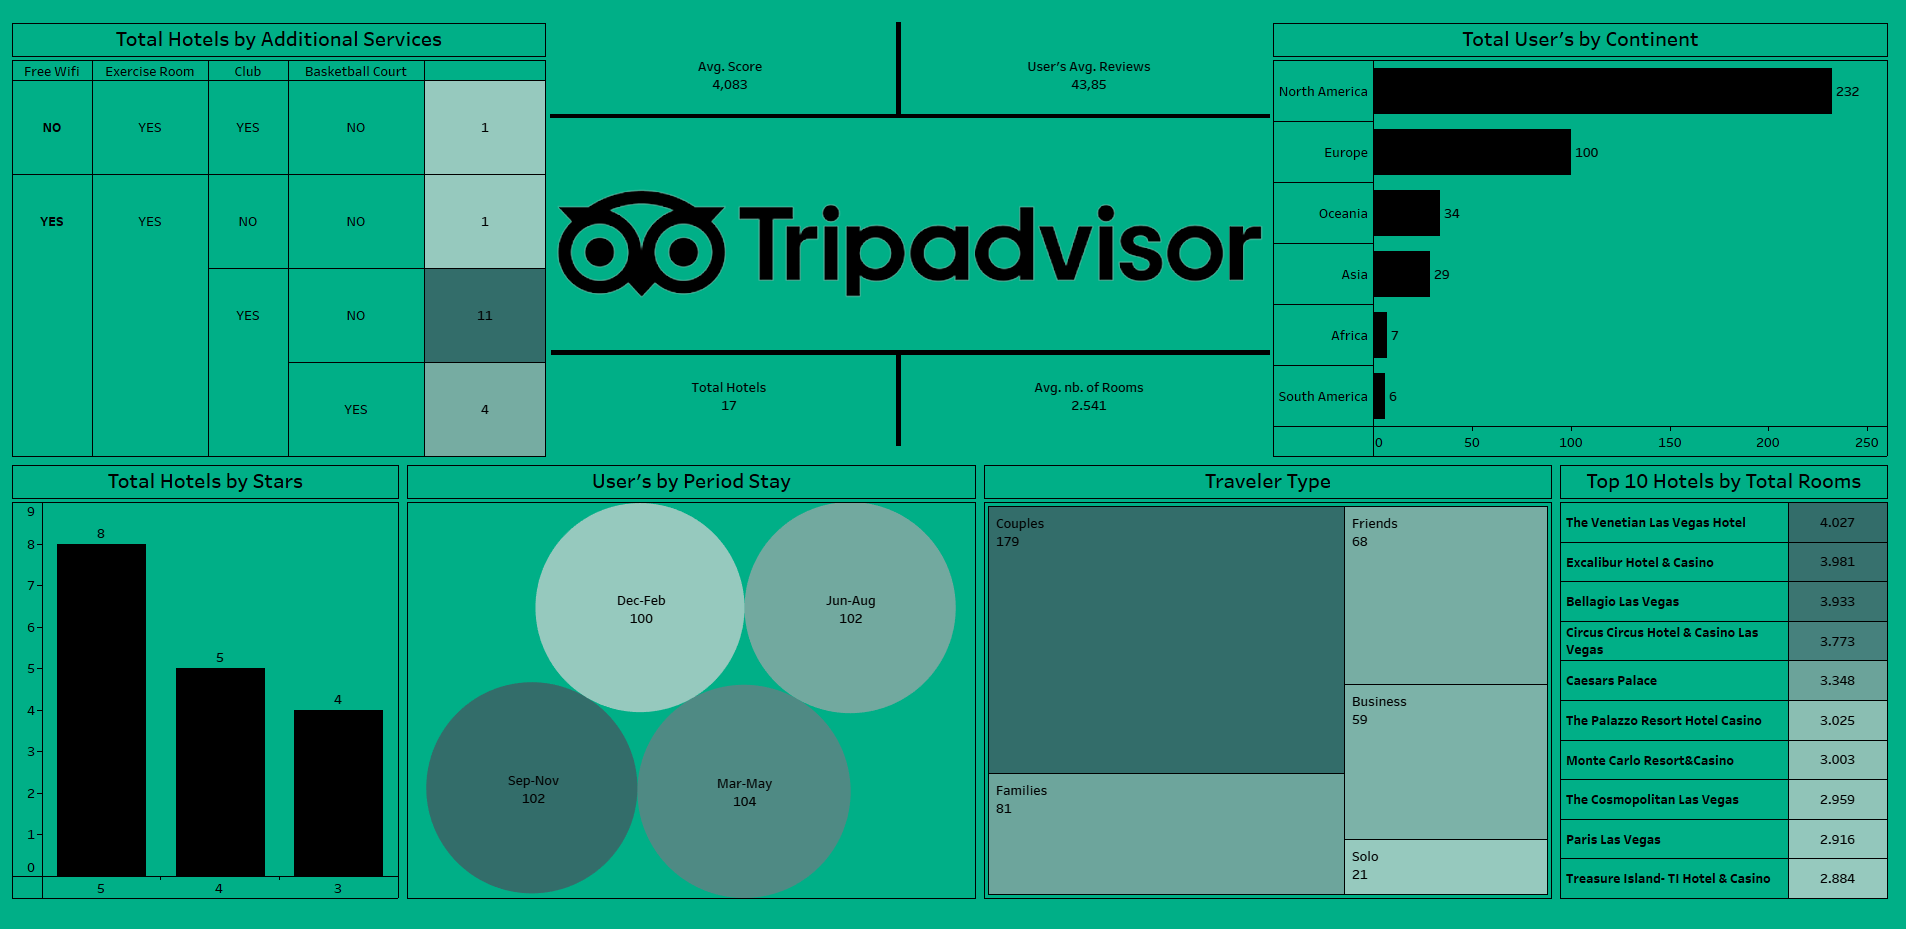 Total Hotels by Additional Services
Free Wifi Exercise Room Club Basketball Court
NO YES YES NO 1
YES YES NO NO 1
YES NO 11
YES 4
Avg. Score
4,083
User's Avg. Reviews
43,85
Tripadvisor
Total Hotels
17
Avg. nb. of Rooms
2.541
Total User's by Continent
North America 232
Europe 100
Oceania 34
Asia 29
Africa 7
South America 6
0 50 100 150 200 250
Total Hotels by Stars
9
8
7
6
5
4
3
2
1
0
8
5
4
5 4 3
User's by Period Stay
Dec-Feb
100
Jun-Aug
102
Sep-Nov
102
Mar-May
104
Traveler Type
Couples
179
Friends
68
Business
59
Families
81
Solo
21
Top 10 Hotels by Total Rooms
The Venetian Las Vegas Hotel 4.027
Excalibur Hotel & Casino 3.981
Bellagio Las Vegas 3.933
Circus Circus Hotel & Casino Las
Vegas 3.773
Caesars Palace 3.348
The Palazzo Resort Hotel Casino 3.025
Monte Carlo Resort&Casino 3.003
The Cosmopolitan Las Vegas 2.959
Paris Las Vegas 2.916
Treasure Island- TI Hotel & Casino 2.884